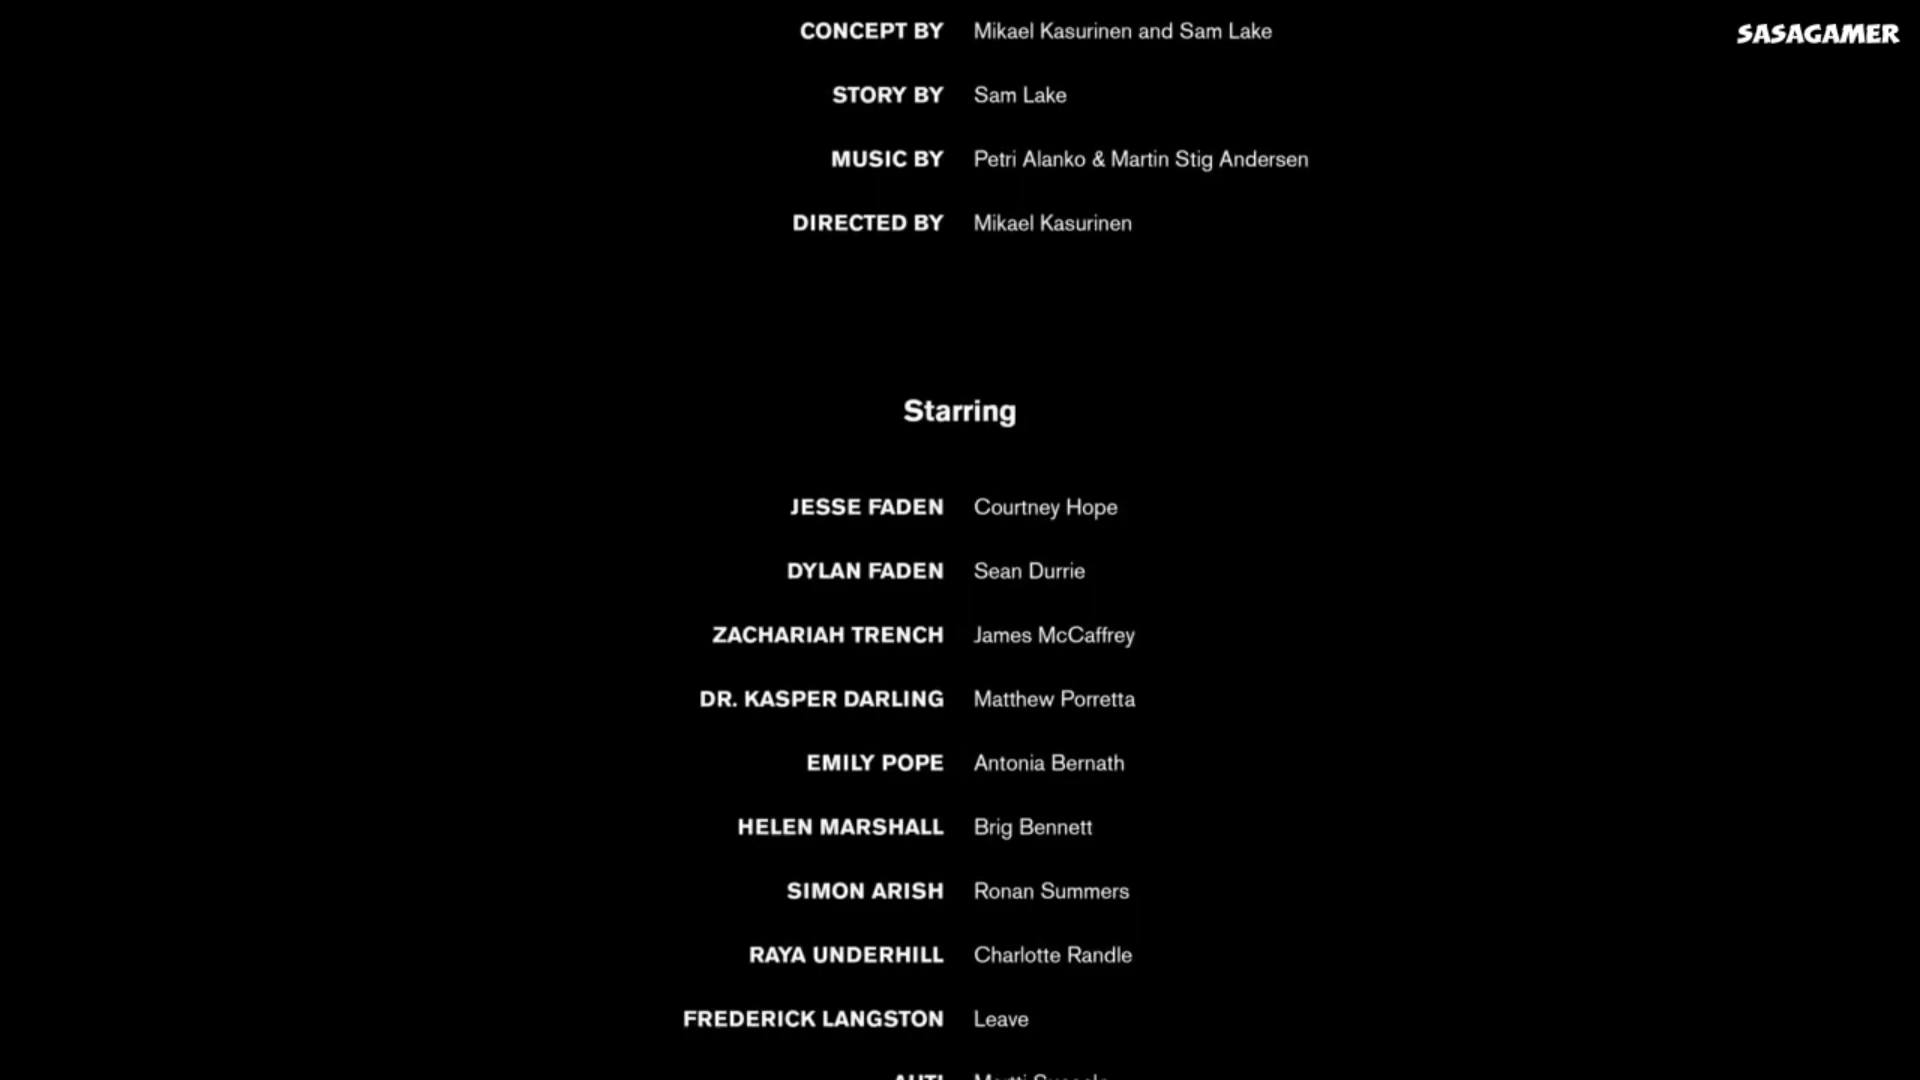 CONCEPT BY Mikael Kasurinen and Sam Lake
SASAGAMER
STORY BY Sam Lake
MUSIC BY Petri Alanko & Martin Stig Andersen
DIRECTED BY Mikael Kasurinen
Starring
JESSE FADEN Courtney Hope
DYLAN FADEN Sean Durrie
ZACHARIAH TRENCH James McCaffrey
DR. KASPER DARLING Matthew Porretta
EMILY POPE Antonia Bernath
HELEN MARSHALL Brig Bennett
SIMON ARISH Ronan Summers
RAYA UNDERHILL Charlotte Randle
FREDERICK LANGSTON Leave